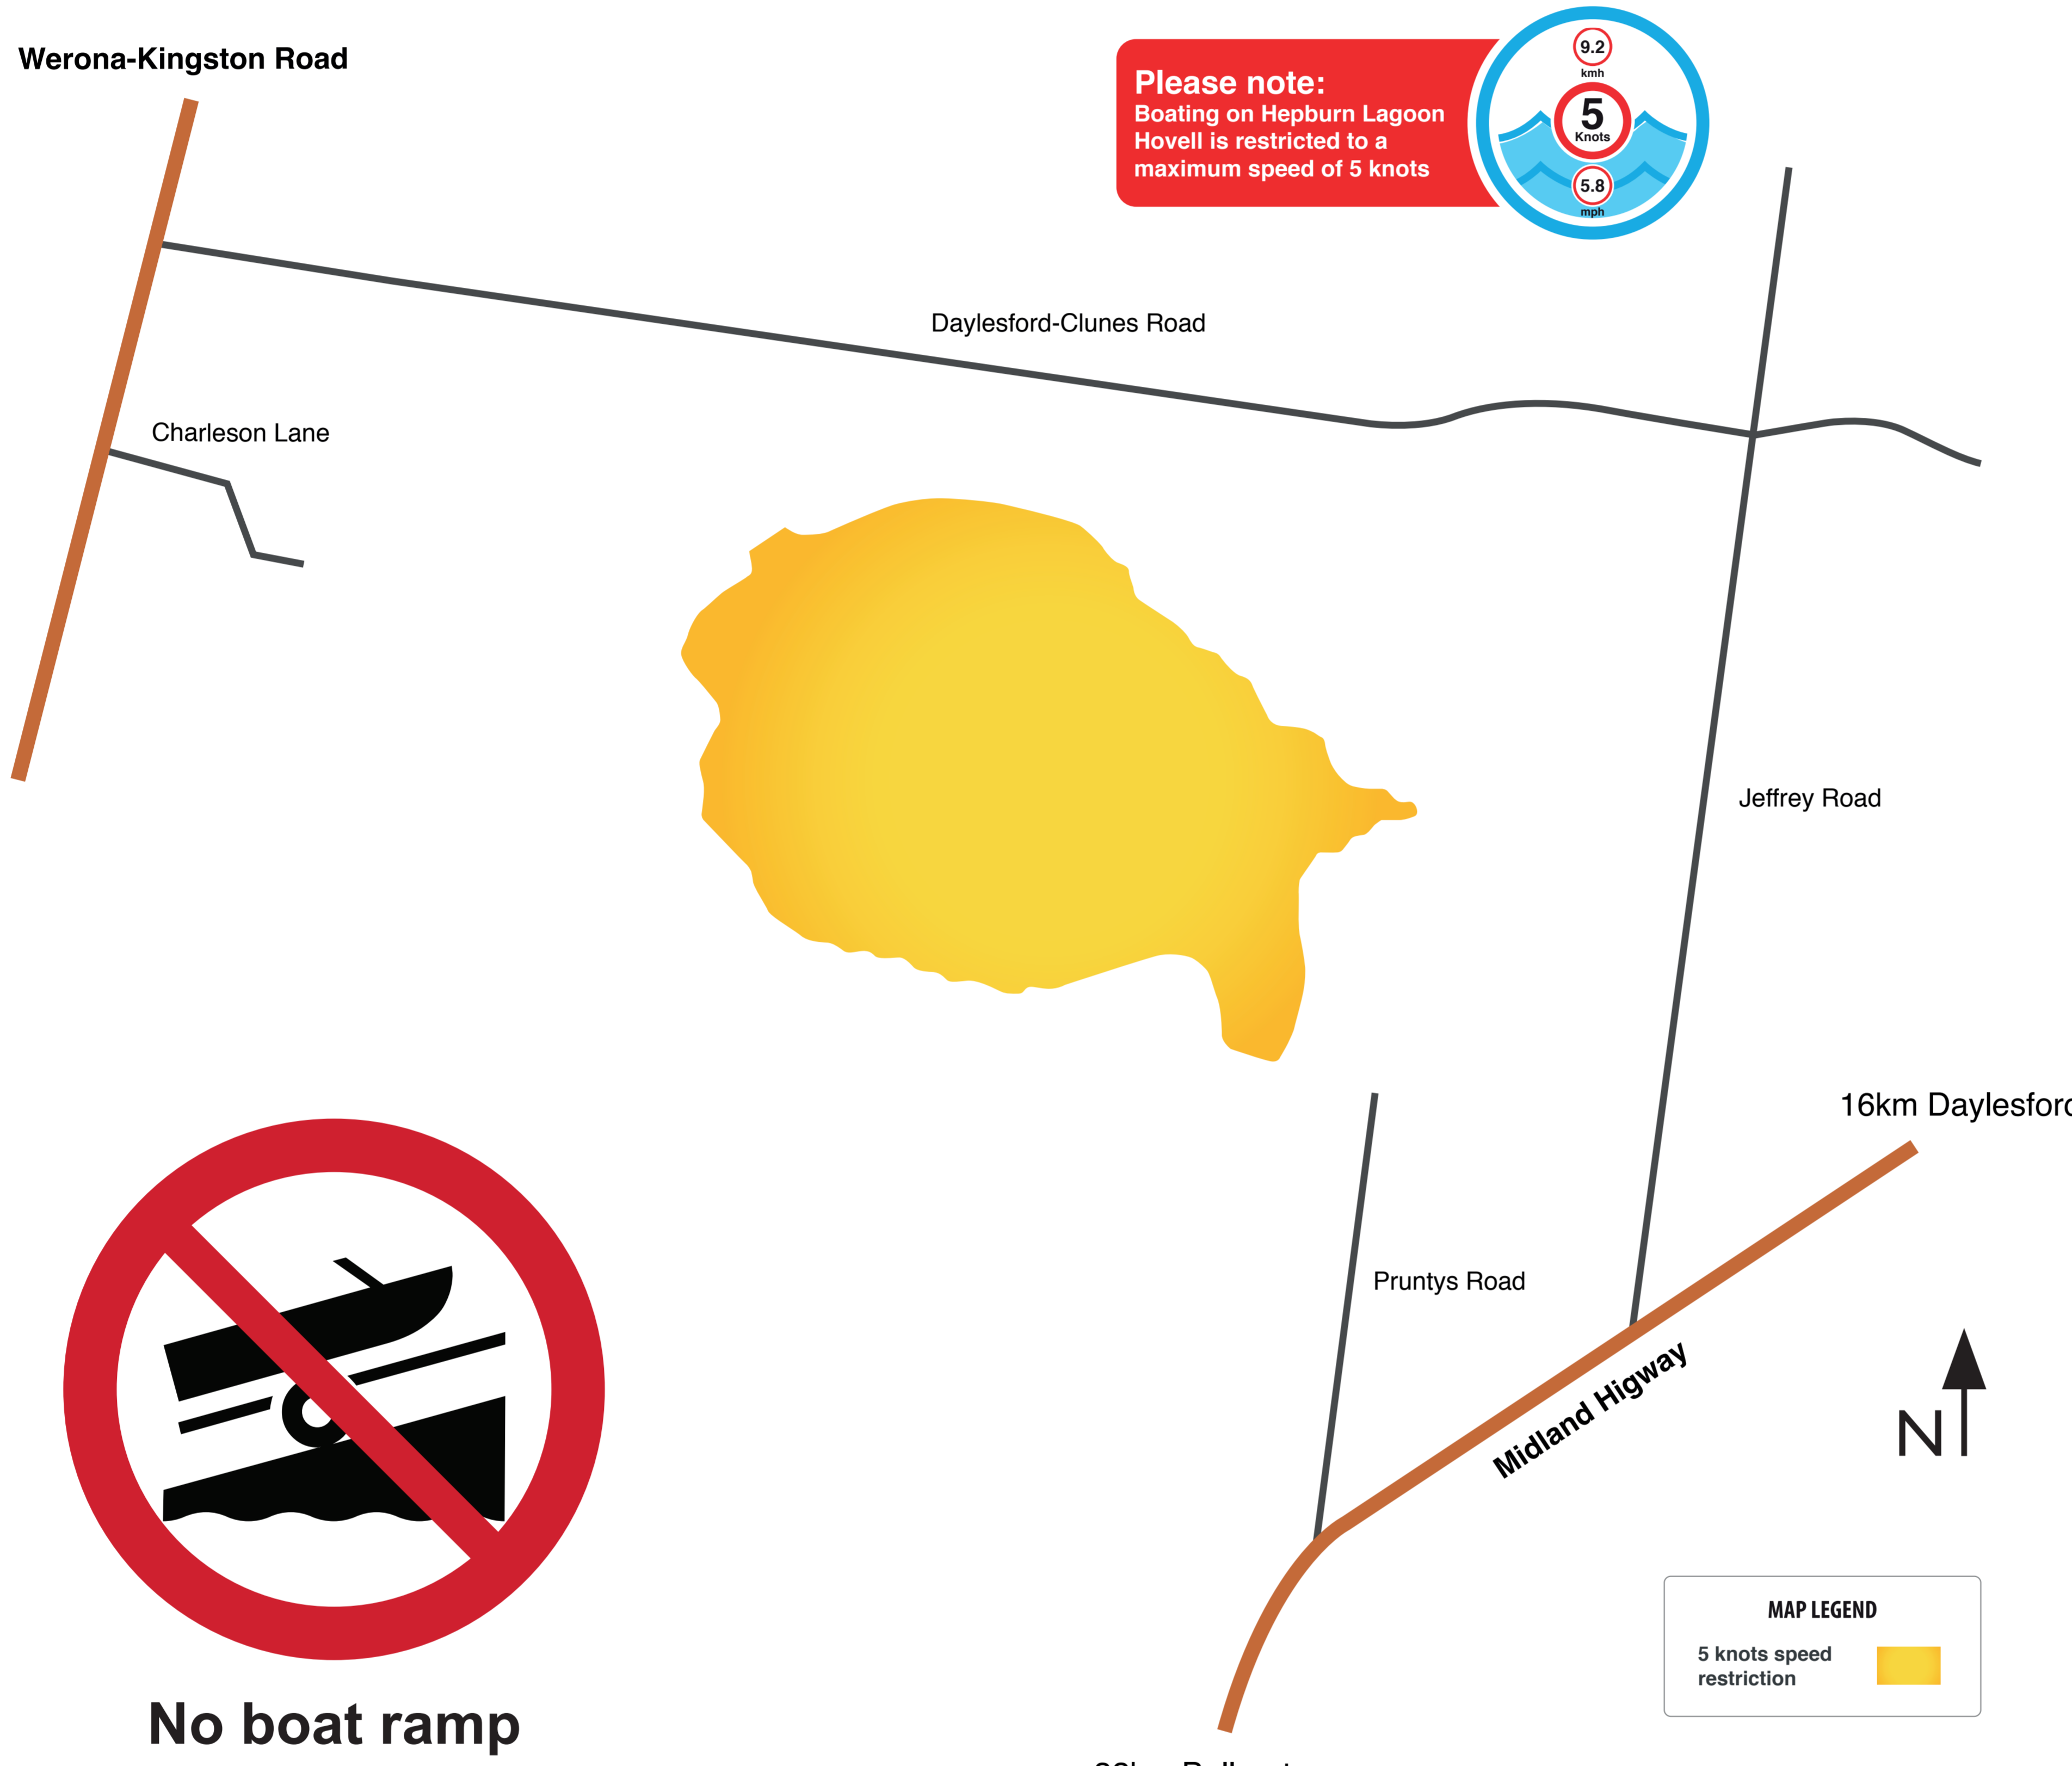 Werona-Kingston Road
Please note:
Boating on Hepburn Lagoon
Hovell is restricted to a
maximum speed of 5 knots
9.2
kmh
5
Knots
5.8
mph
Daylesford-Clunes Road
Charleson Lane
Jeffrey Road
16km Daylesford
Pruntys Road
Midland Higway
N
MAP LEGEND
5 knots speed
restriction
No boat ramp